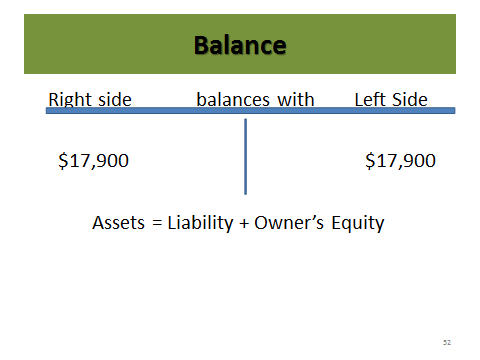 Balance
Right side balances with Left Side
$17,900 $17,900
Assets = Liability + Owner’s Equity
52